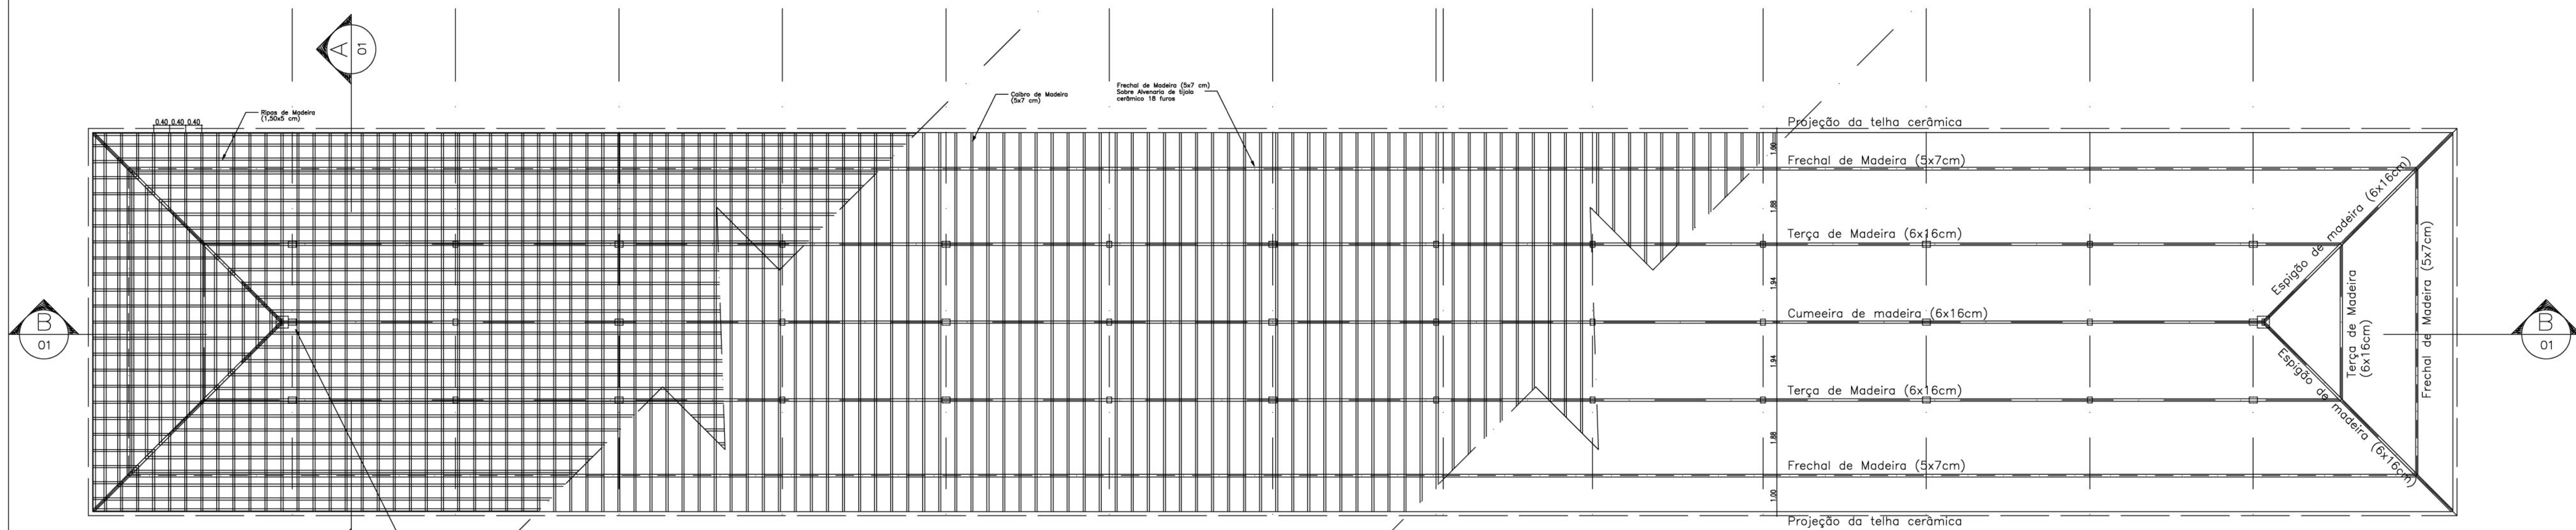 A
01
Ripas de Madeira
(1,50x5 cm)
0.40 0.40 0.40
Caibro de Madeira
(5x7 cm)
Frechal de Madeira (5x7 cm)
Sobre Alvenaria de tijolo
cerâmico 18 furos
Projeção da telha cerâmica
Frechal de Madeira (5x7cm)
1.88
Terça de Madeira (6x16cm)
1.94
Cumeeira de madeira (6x16cm)
1.94
Terça de Madeira (6x16cm)
1.88
Frechal de Madeira (5x7cm)
1.00
Projeção da telha cerâmica
Espigão de madeira (6x16cm)
Espigão de madeira (6x16cm)
Terça de Madeira
(6x16cm)
Frechal de Madeira (5x7cm)
B
01
B
01